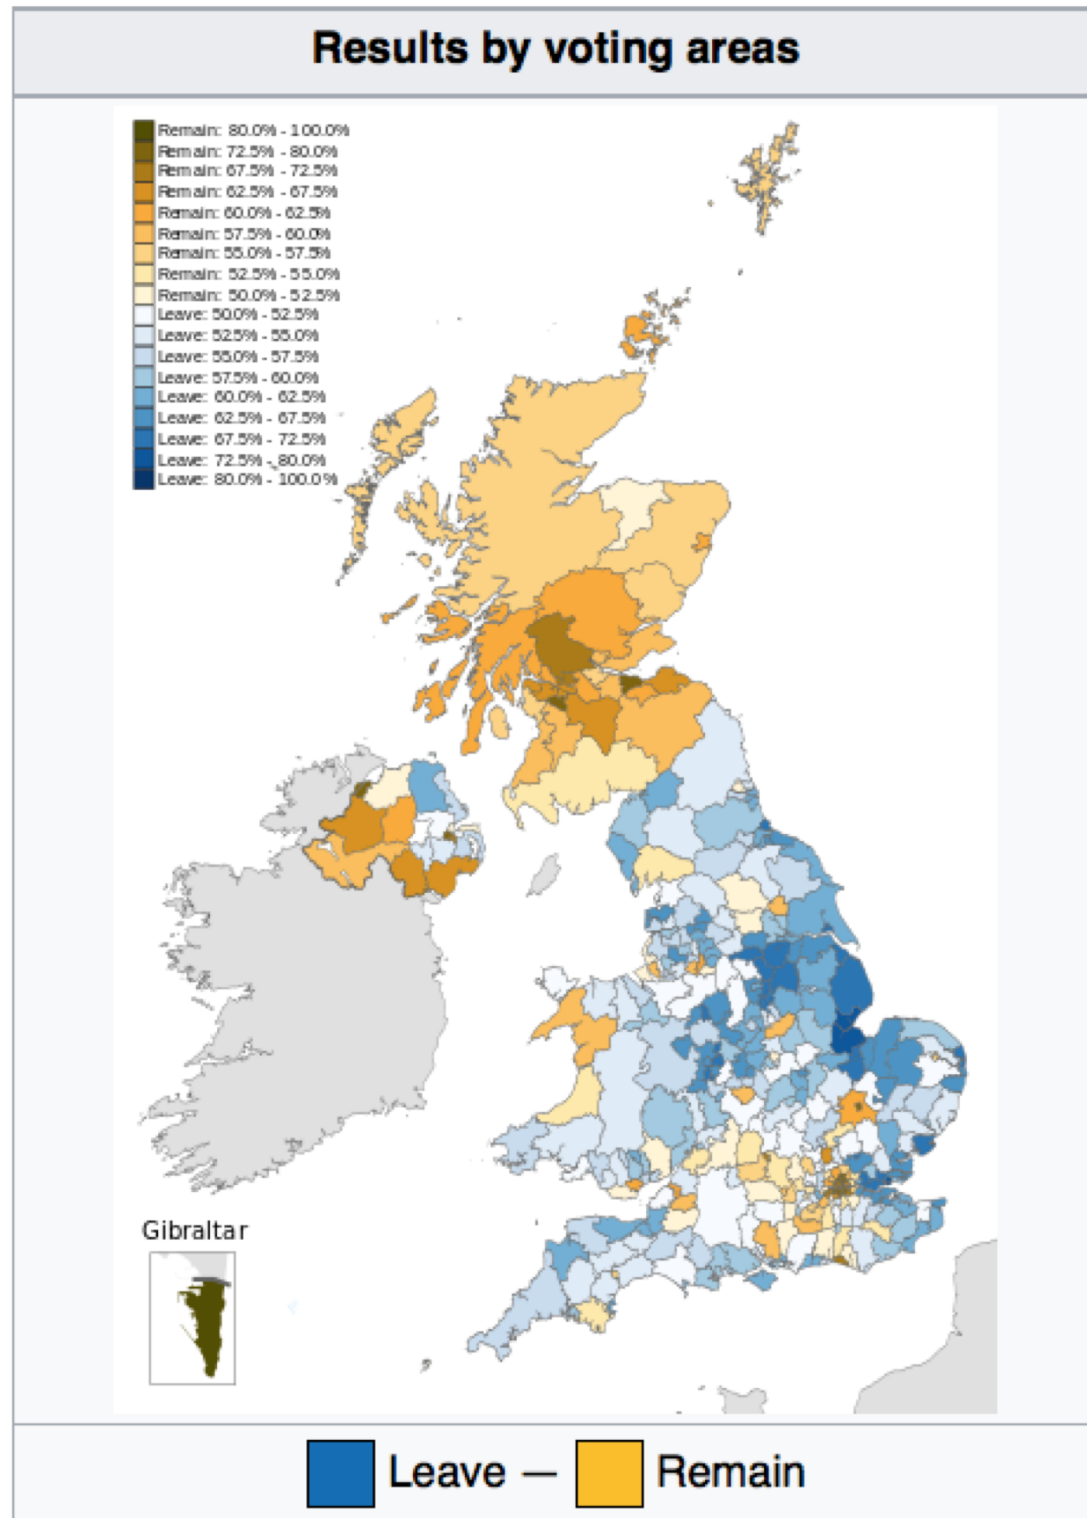 Results by voting areas
Remain: 80.0% - 100.0%
Remain: 72.5% - 80.0%
Remain: 67.5% - 72.5%
Remain: 62.5% - 67.5%
Remain: 60.0% - 62.5%
Remain: 57.5% - 60.0%
Remain: 55.0% - 57.5%
Remain: 52.5% - 55.0%
Remain: 50.0% - 52.5%
Leave: 50.0% - 52.5%
Leave: 52.5% - 55.0%
Leave: 55.0% - 57.5%
Leave: 57.5% - 60.0%
Leave: 60.0% - 62.5%
Leave: 62.5% - 67.5%
Leave: 67.5% - 72.5%
Leave: 72.5% - 80.0%
Leave: 80.0% - 100.0%
Gibraltar
Leave — Remain